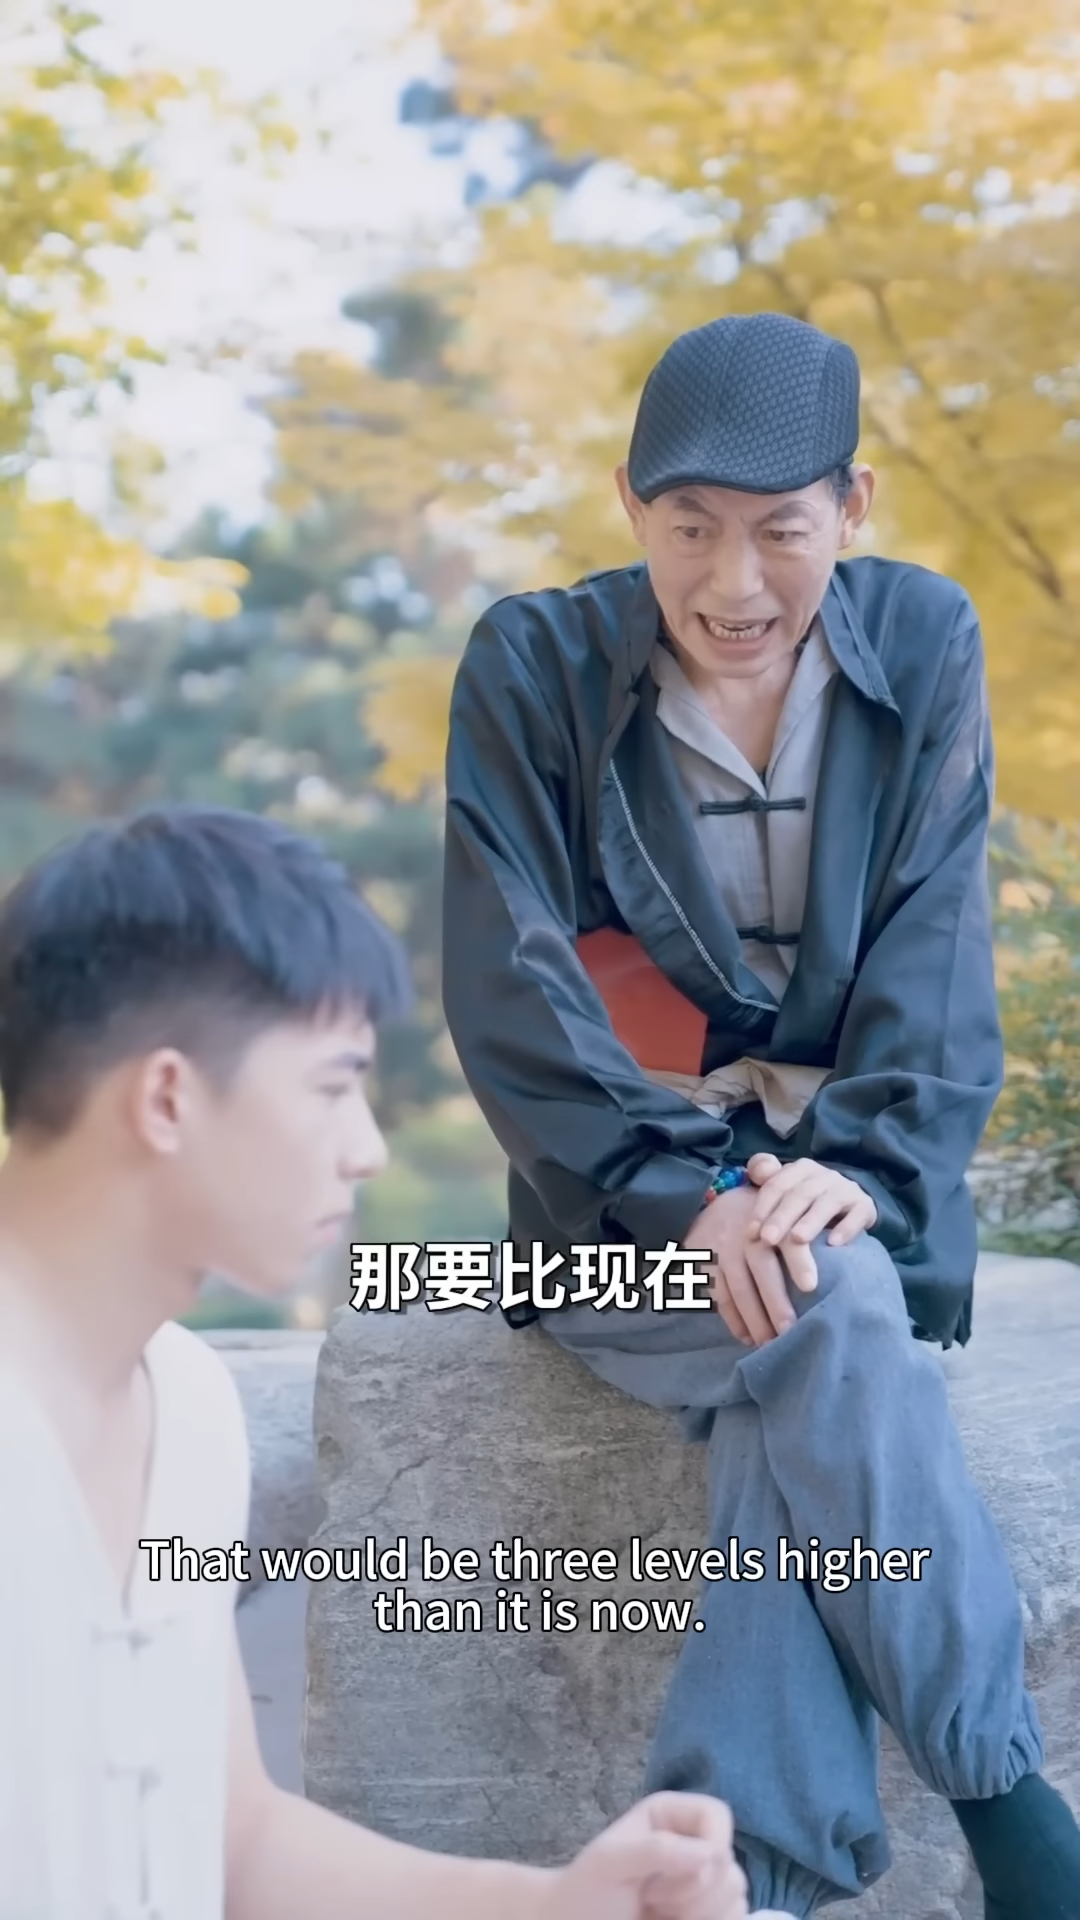 那要比现在
That would be three levels higher
than it is now.